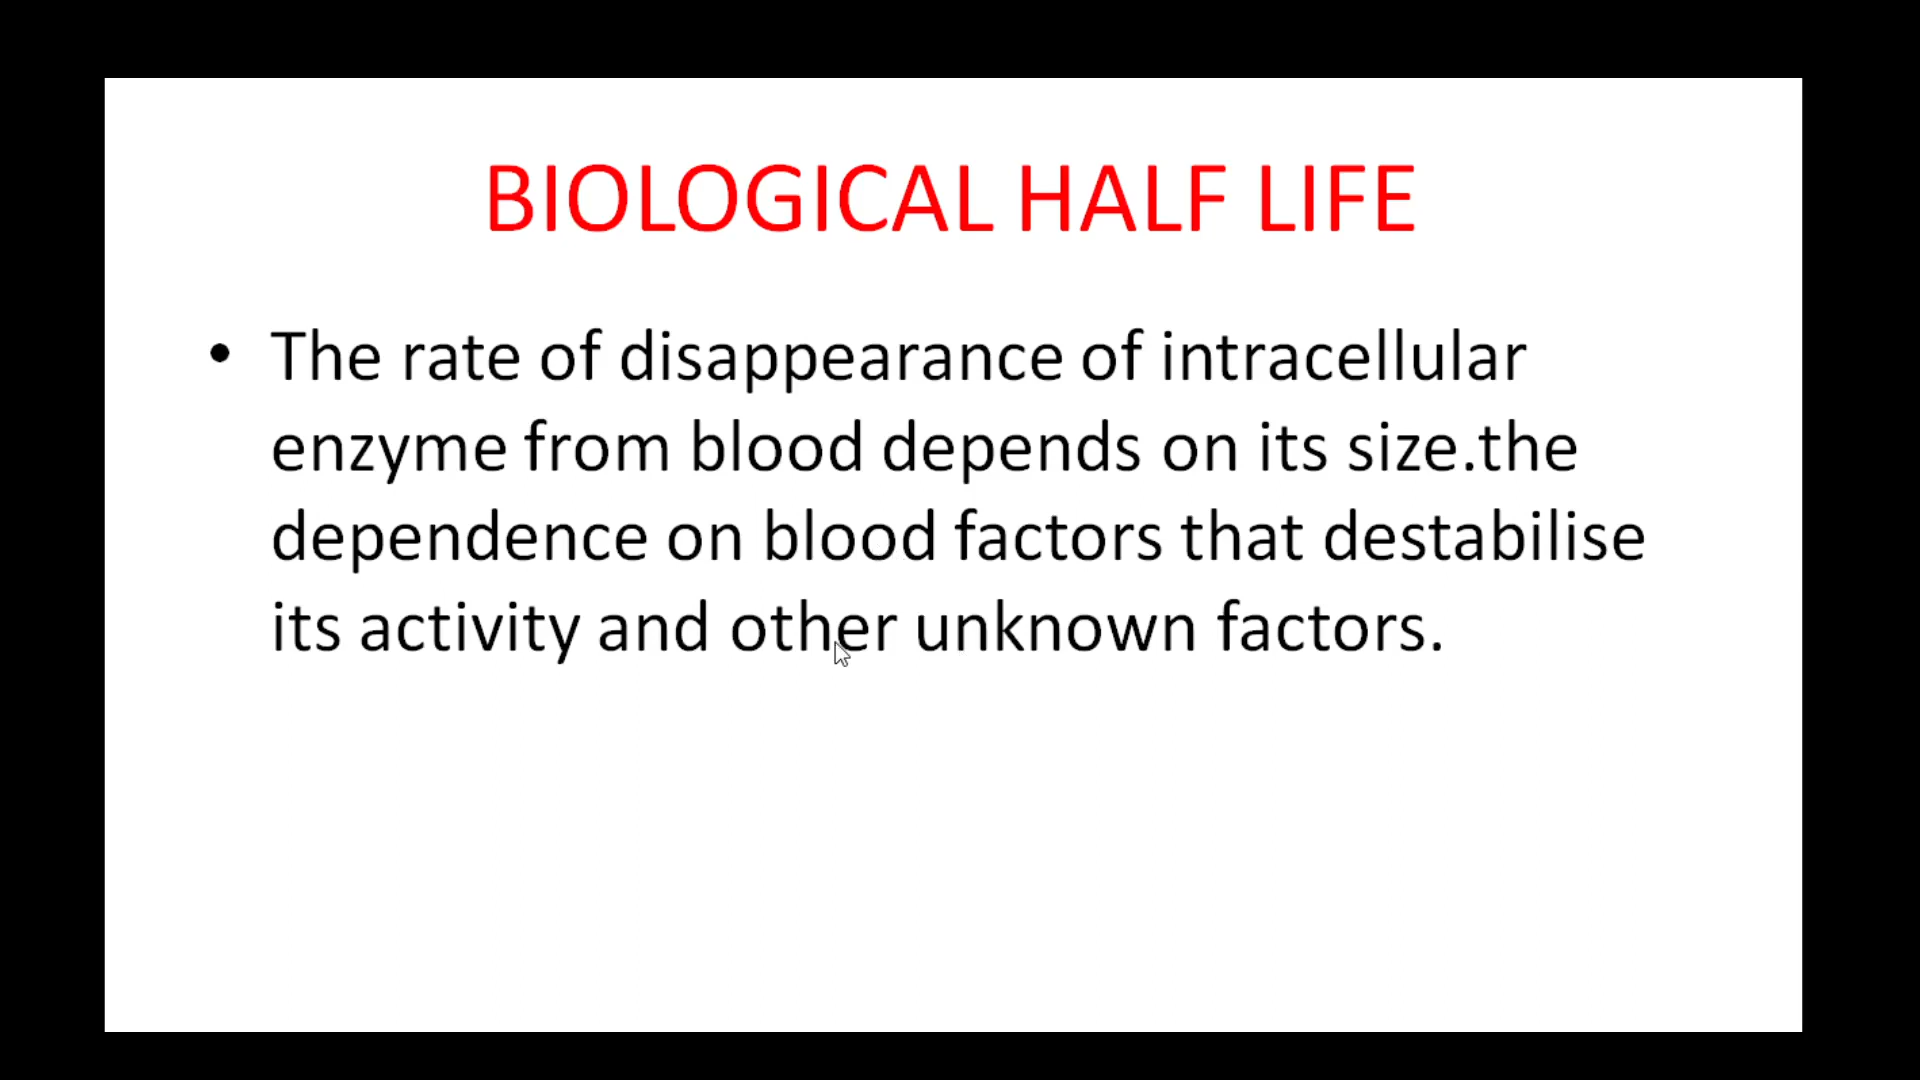 BIOLOGICAL HALF LIFE
• The rate of disappearance of intracellular
enzyme from blood depends on its size.the
dependence on blood factors that destabilise
its activity and other unknown factors.